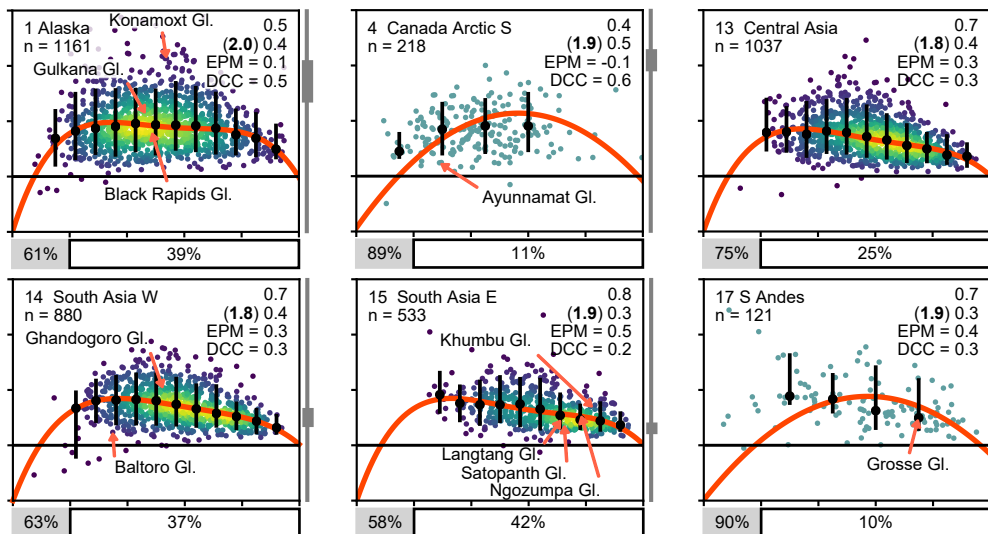 1 Alaska
n = 1161
Konamoxt Gl.
Gulkana Gl.
0.5
(2.0) 0.4
EPM = 0.1
DCC = 0.5
Black Rapids Gl.
61%
39%
4 Canada Arctic S
n = 218
0.4
(1.9) 0.5
EPM = -0.1
DCC = 0.6
Ayunnamat Gl.
89%
11%
13 Central Asia
n = 1037
0.7
(1.8) 0.4
EPM = 0.3
DCC = 0.3
75%
25%
14 South Asia W
n = 880
Ghandogoro Gl.
0.7
(1.8) 0.4
EPM = 0.3
DCC = 0.3
Baltoro Gl.
63%
37%
15 South Asia E
n = 533
0.8
(1.9) 0.3
EPM = 0.5
DCC = 0.2
Khumbu Gl.
Langtang Gl.
Satopanth Gl.
Ngozumpa Gl.
58%
42%
17 S Andes
n = 121
0.7
(1.9) 0.3
EPM = 0.4
DCC = 0.3
Grosse Gl.
90%
10%